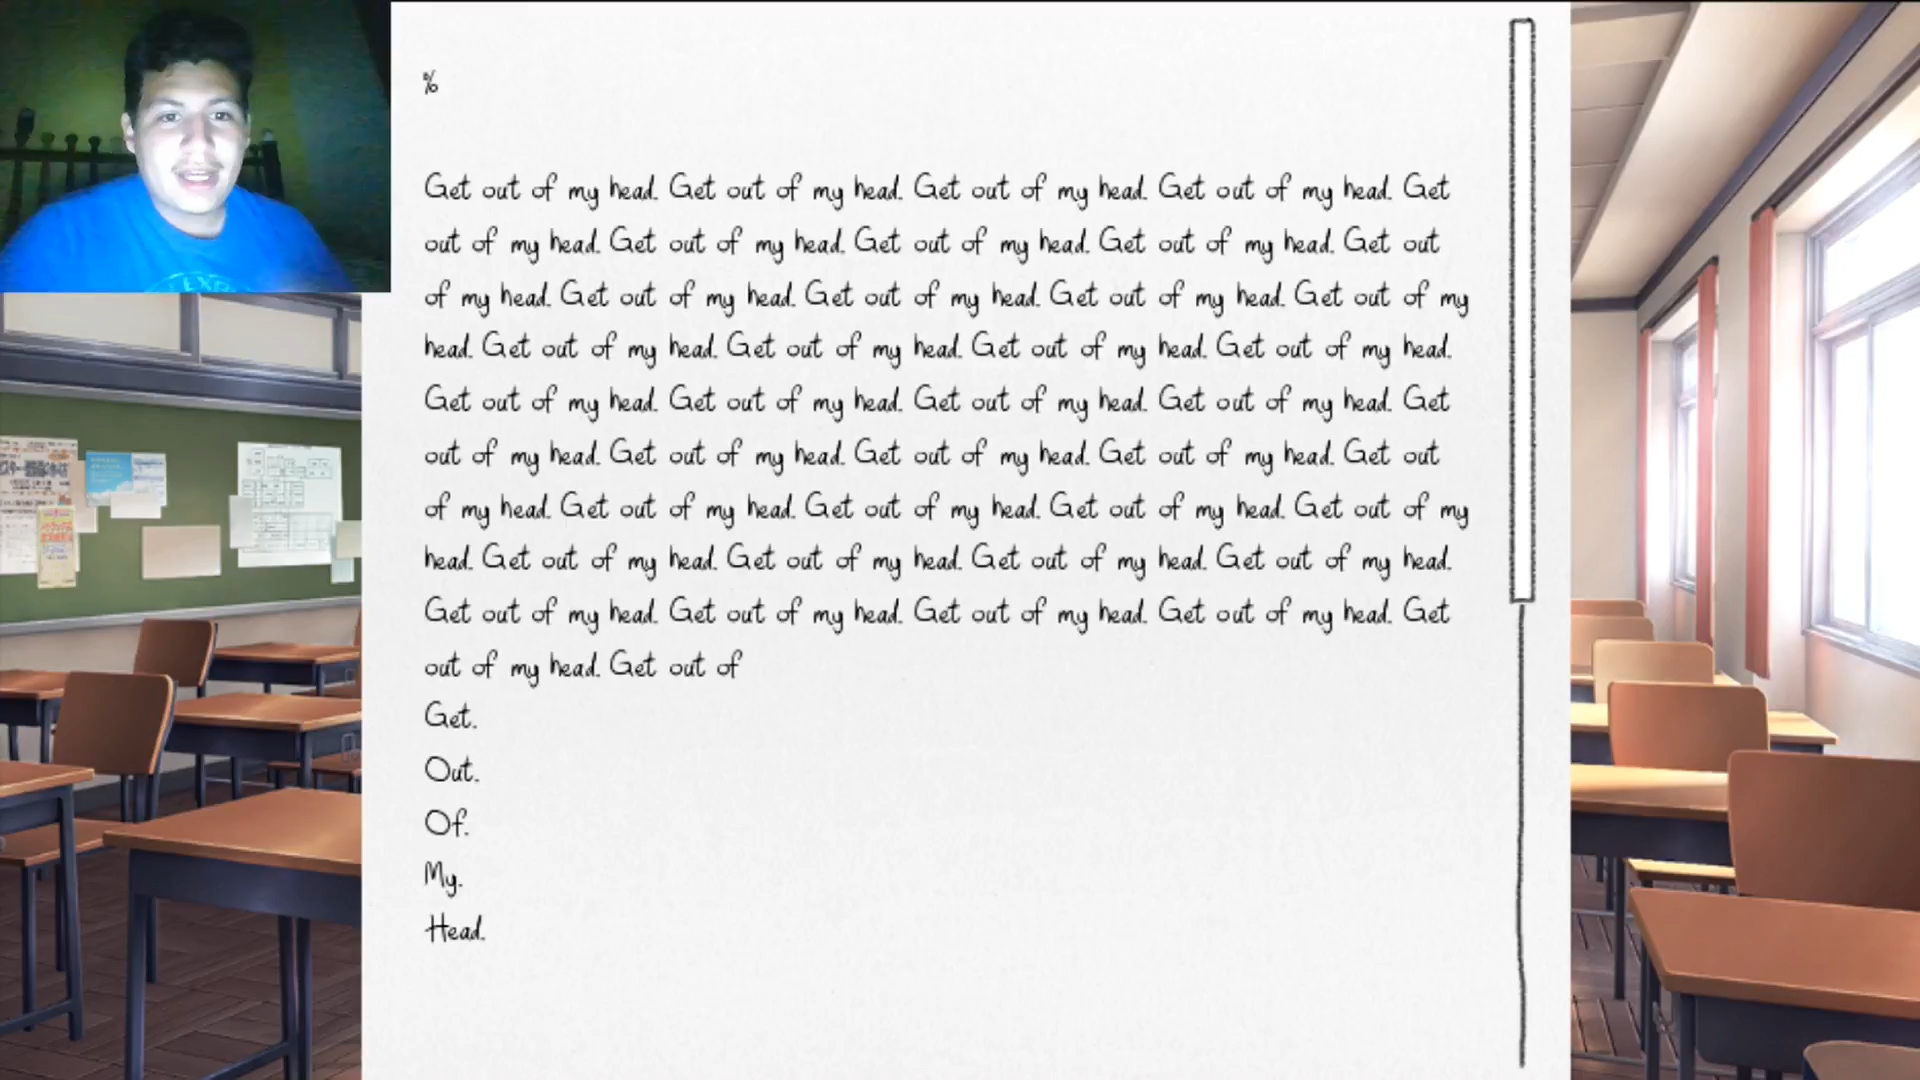 %
Get out of my head. Get out of my head. Get out of my head. Get out of my head. Get
out of my head. Get out of my head. Get out of my head. Get out of my head. Get out
of my head. Get out of my head. Get out of my head. Get out of my head. Get out of my
head. Get out of my head. Get out of my head. Get out of my head. Get out of my head.
Get out of my head. Get out of my head. Get out of my head. Get out of my head. Get
out of my head. Get out of my head. Get out of my head. Get out of my head. Get out
of my head. Get out of my head. Get out of my head. Get out of my head. Get out of my
head. Get out of my head. Get out of my head. Get out of my head. Get out of my head.
Get out of my head. Get out of my head. Get out of my head. Get out of my head. Get
out of my head. Get out of
Get.
Out.
Of.
My.
Head.